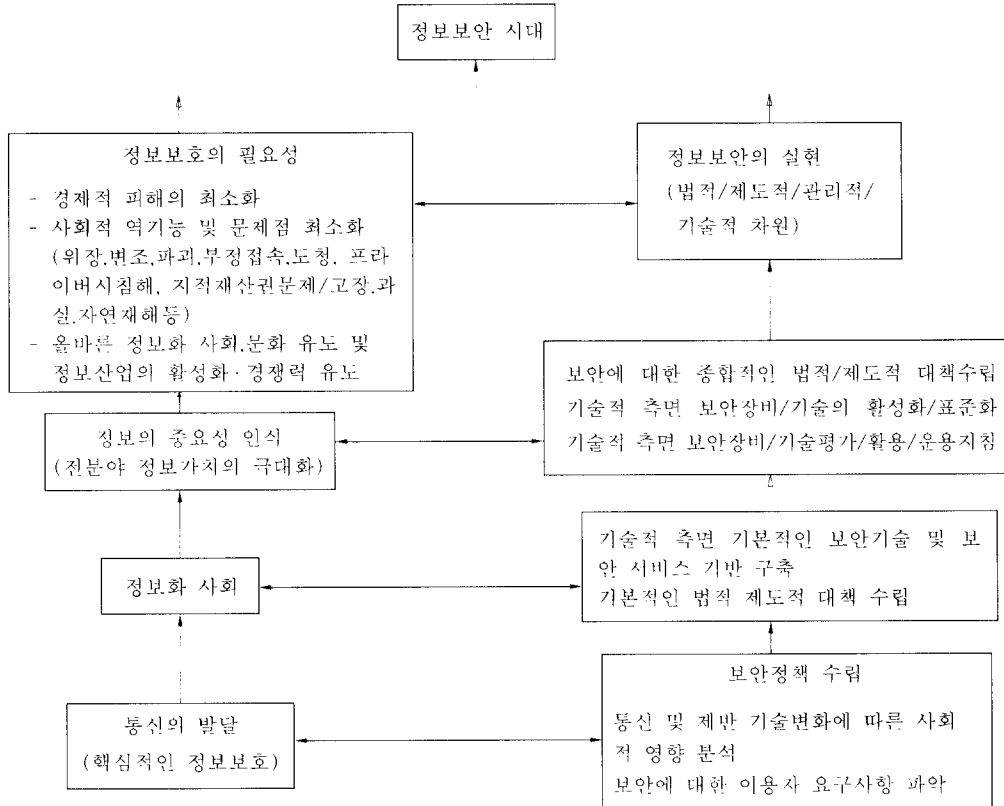 정보보안 시대
정보보호의 필요성
- 경제적 피해의 최소화
- 사회적 역기능 및 문제점 최소화
(위장,변조,파괴,부정접속,도청, 프라
이버시침해, 지적재산권문제/고장,과
실,자연재해등)
- 올바른 정보화 사회,문화 유도 및
정보산업의 활성화·경쟁력 유도
정보보안의 실현
(법적/제도적/관리적/
기술적 차원)
정보의 중요성 인식
(전분야 정보가치의 극대화)
보안에 대한 종합적인 법적/제도적 대책수립
기술적 측면 보안장비/기술의 활성화/표준화
기술적 측면 보안장비/기술평가/활용/운용지침
정보화 사회
기술적 측면 기본적인 보안기술 및 보
안 서비스 기반 구축
기본적인 법적 제도적 대책 수립
통신의 발달
(핵심적인 정보보호)
보안정책 수립
통신 및 제반 기술변화에 따른 사회
적 영향 분석
보안에 대한 이용자 요구사항 파악